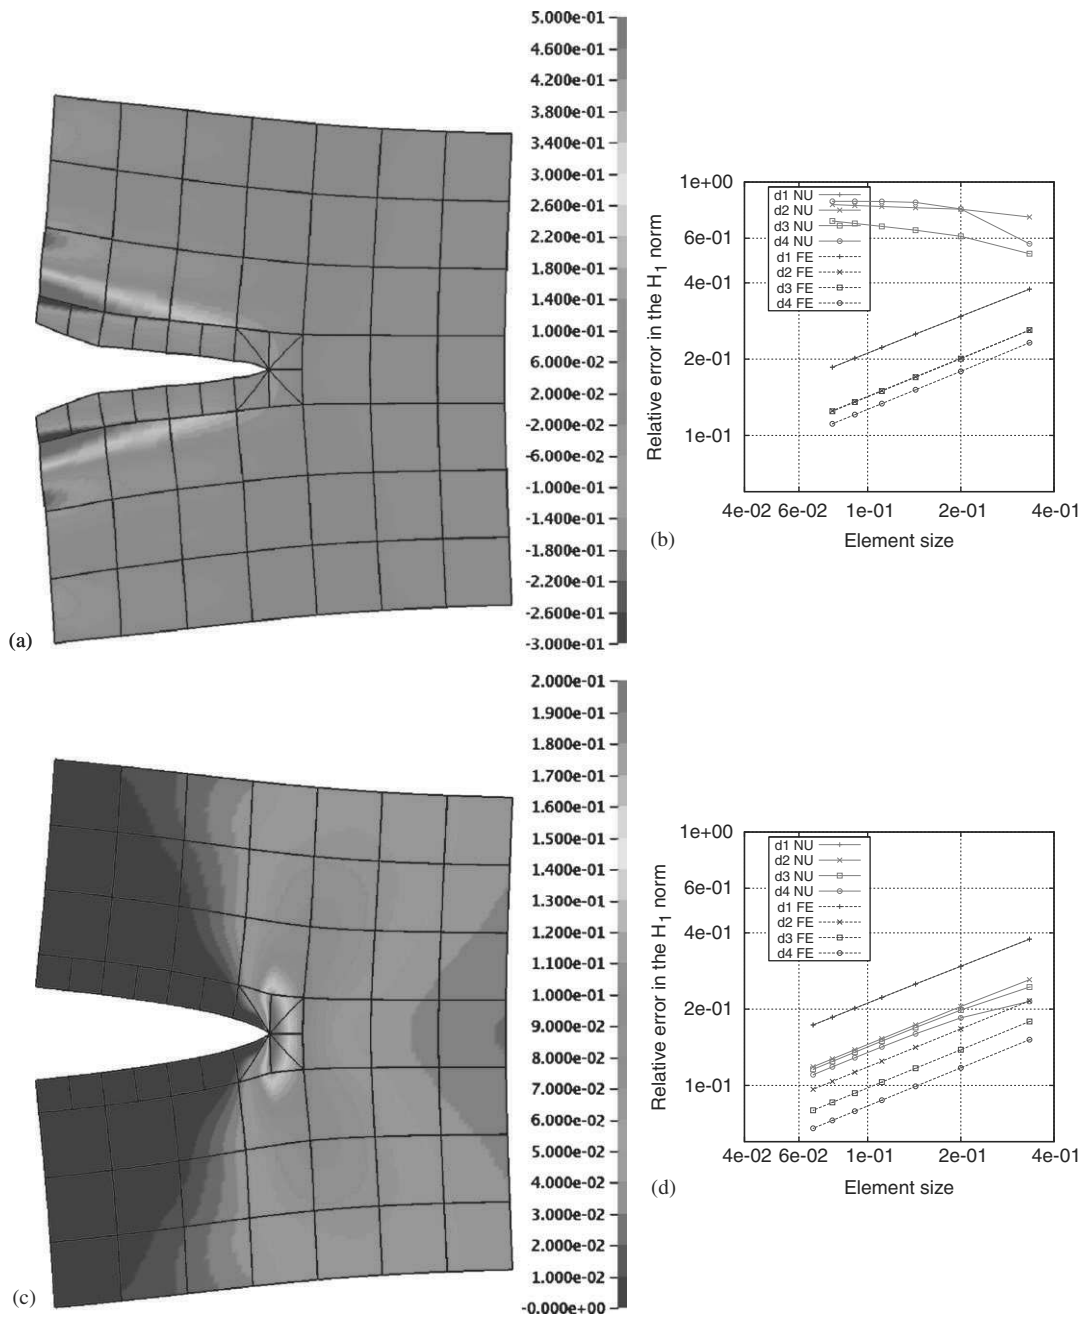 5.000e-01
4.600e-01
4.200e-01
3.800e-01
3.400e-01
3.000e-01
2.600e-01
2.200e-01
1.800e-01
1.400e-01
1.000e-01
6.000e-02
2.000e-02
-2.000e-02
-6.000e-02
-1.000e-01
-1.400e-01
-1.800e-01
-2.200e-01
-2.600e-01
-3.000e-01
(a)
1e+00
6e-01
4e-01
2e-01
1e-01
Relative error in the H1 norm
d1 NU
d2 NU
d3 NU
d4 NU
d1 FE
d2 FE
d3 FE
d4 FE
4e-02 6e-02 1e-01 2e-01 4e-01
Element size
(b)
2.000e-01
1.900e-01
1.800e-01
1.700e-01
1.600e-01
1.500e-01
1.400e-01
1.300e-01
1.200e-01
1.100e-01
1.000e-01
9.000e-02
8.000e-02
7.000e-02
6.000e-02
5.000e-02
4.000e-02
3.000e-02
2.000e-02
1.000e-02
-0.000e+00
(c)
1e+00
6e-01
4e-01
2e-01
1e-01
Relative error in the H1 norm
d1 NU
d2 NU
d3 NU
d4 NU
d1 FE
d2 FE
d3 FE
d4 FE
4e-02 6e-02 1e-01 2e-01 4e-01
Element size
(d)